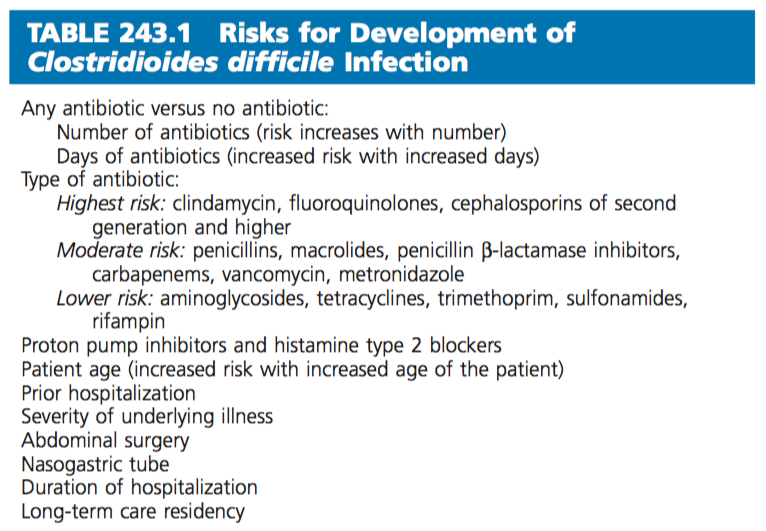 TABLE 243.1 Risks for Development of
Clostridioides difficile Infection
Any antibiotic versus no antibiotic:
Number of antibiotics (risk increases with number)
Days of antibiotics (increased risk with increased days)
Type of antibiotic:
Highest risk: clindamycin, fluoroquinolones, cephalosporins of second
generation and higher
Moderate risk: penicillins, macrolides, penicillin β-lactamase inhibitors,
carbapenems, vancomycin, metronidazole
Lower risk: aminoglycosides, tetracyclines, trimethoprim, sulfonamides,
rifampin
Proton pump inhibitors and histamine type 2 blockers
Patient age (increased risk with increased age of the patient)
Prior hospitalization
Severity of underlying illness
Abdominal surgery
Nasogastric tube
Duration of hospitalization
Long-term care residency